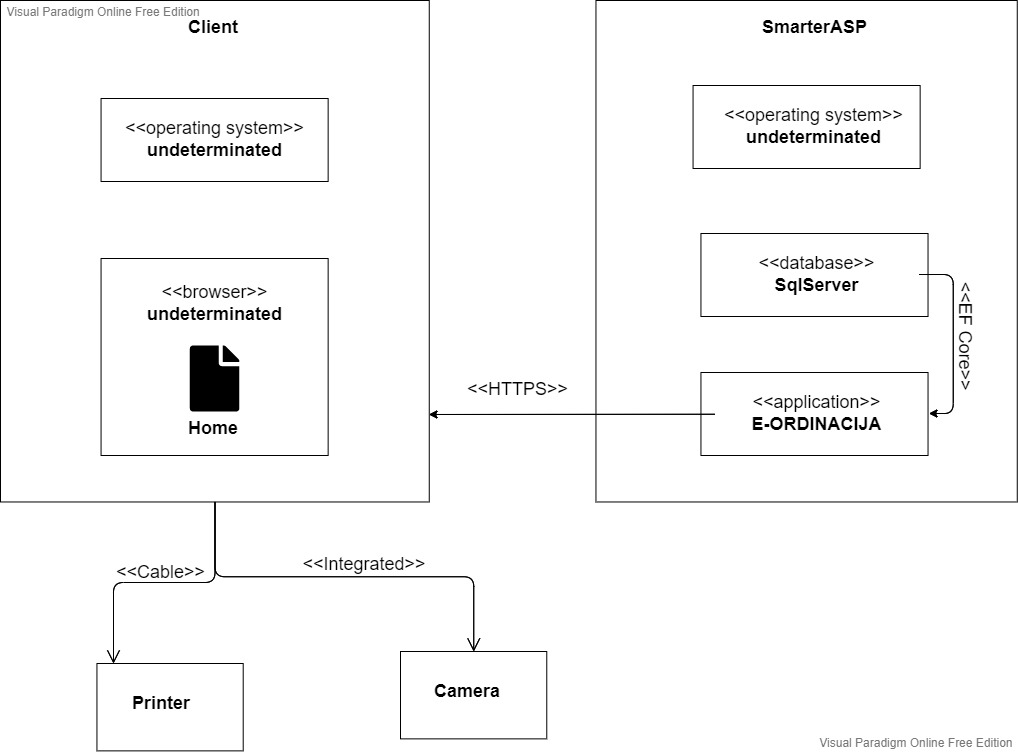 Visual Paradigm Online Free Edition
Client
<<operating system>>
undeterminated
<<browser>>
undeterminated
Home
SmarterASP
<<operating system>>
undeterminated
<<database>>
SqlServer
<<EF Core>>
<<application>>
E-ORDINACIJA
<<HTTPS>>
<<Cable>>
<<Integrated>>
Printer
Camera
Visual Paradigm Online Free Edition